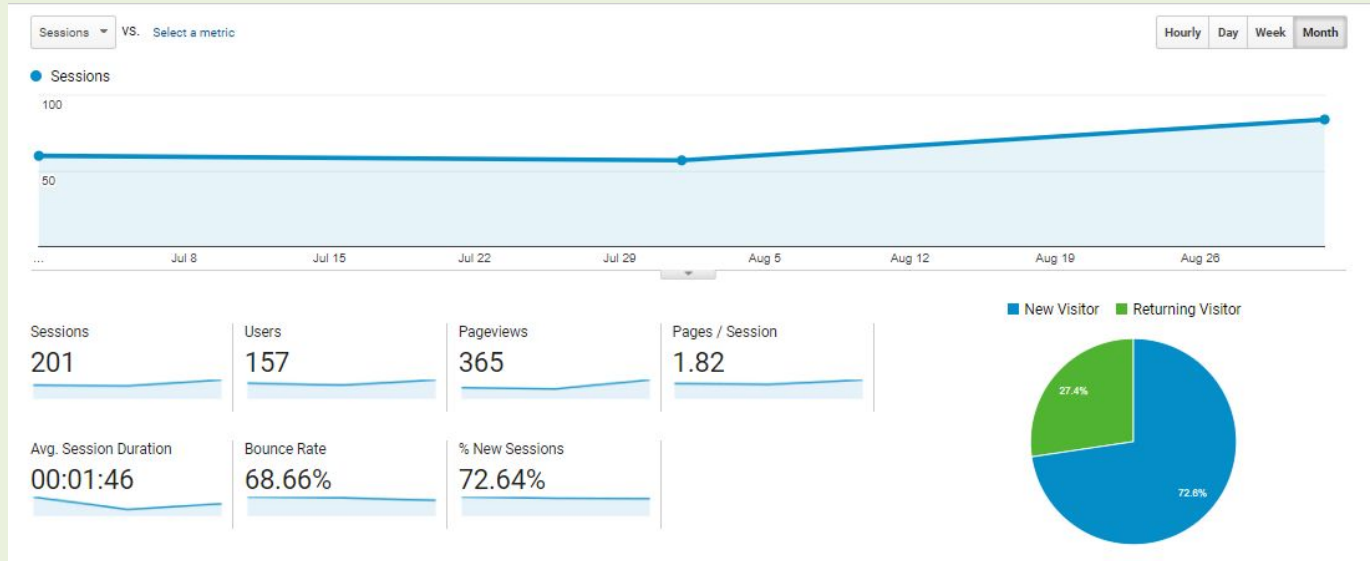 Sessions VS. Select a metric
Hourly Day Week Month
Sessions
100
50
... Jul 8 Jul 15 Jul 22 Jul 29 Aug 5 Aug 12 Aug 19 Aug 26
New Visitor Returning Visitor
Sessions Users Pageviews Pages / Session
201 157 365 1.82
27.4%
Avg. Session Duration Bounce Rate % New Sessions
00:01:46 68.66% 72.64%
72.6%